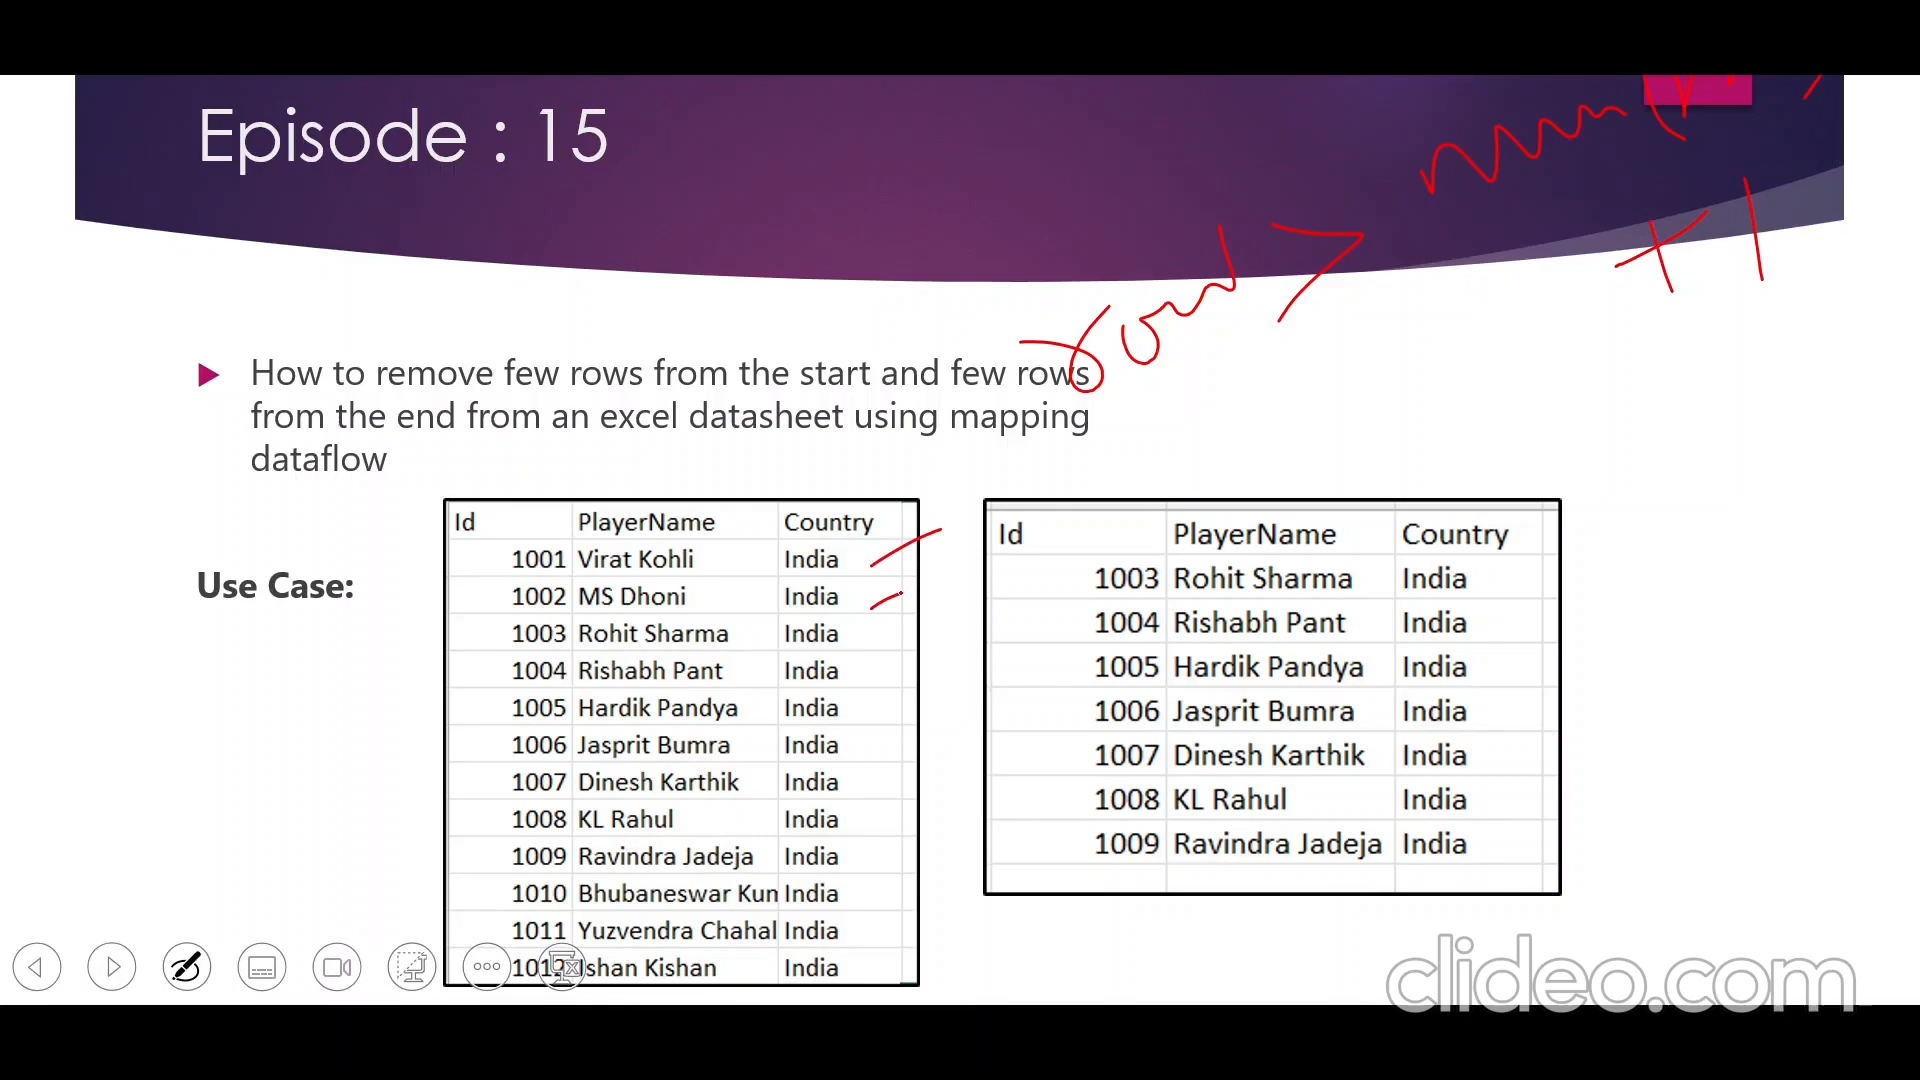 Episode : 15
How to remove few rows from the start and few rows
from the end from an excel datasheet using mapping
dataflow
Use Case:
Id PlayerName Country
1001 Virat Kohli India
1002 MS Dhoni India
1003 Rohit Sharma India
1004 Rishabh Pant India
1005 Hardik Pandya India
1006 Jasprit Bumra India
1007 Dinesh Karthik India
1008 KL Rahul India
1009 Ravindra Jadeja India
1010 Bhubaneswar Kum India
1011 Yuzvendra Chahal India
1012 Ishan Kishan India
Id PlayerName Country
1003 Rohit Sharma India
1004 Rishabh Pant India
1005 Hardik Pandya India
1006 Jasprit Bumra India
1007 Dinesh Karthik India
1008 KL Rahul India
1009 Ravindra Jadeja India
+1
clideo.com